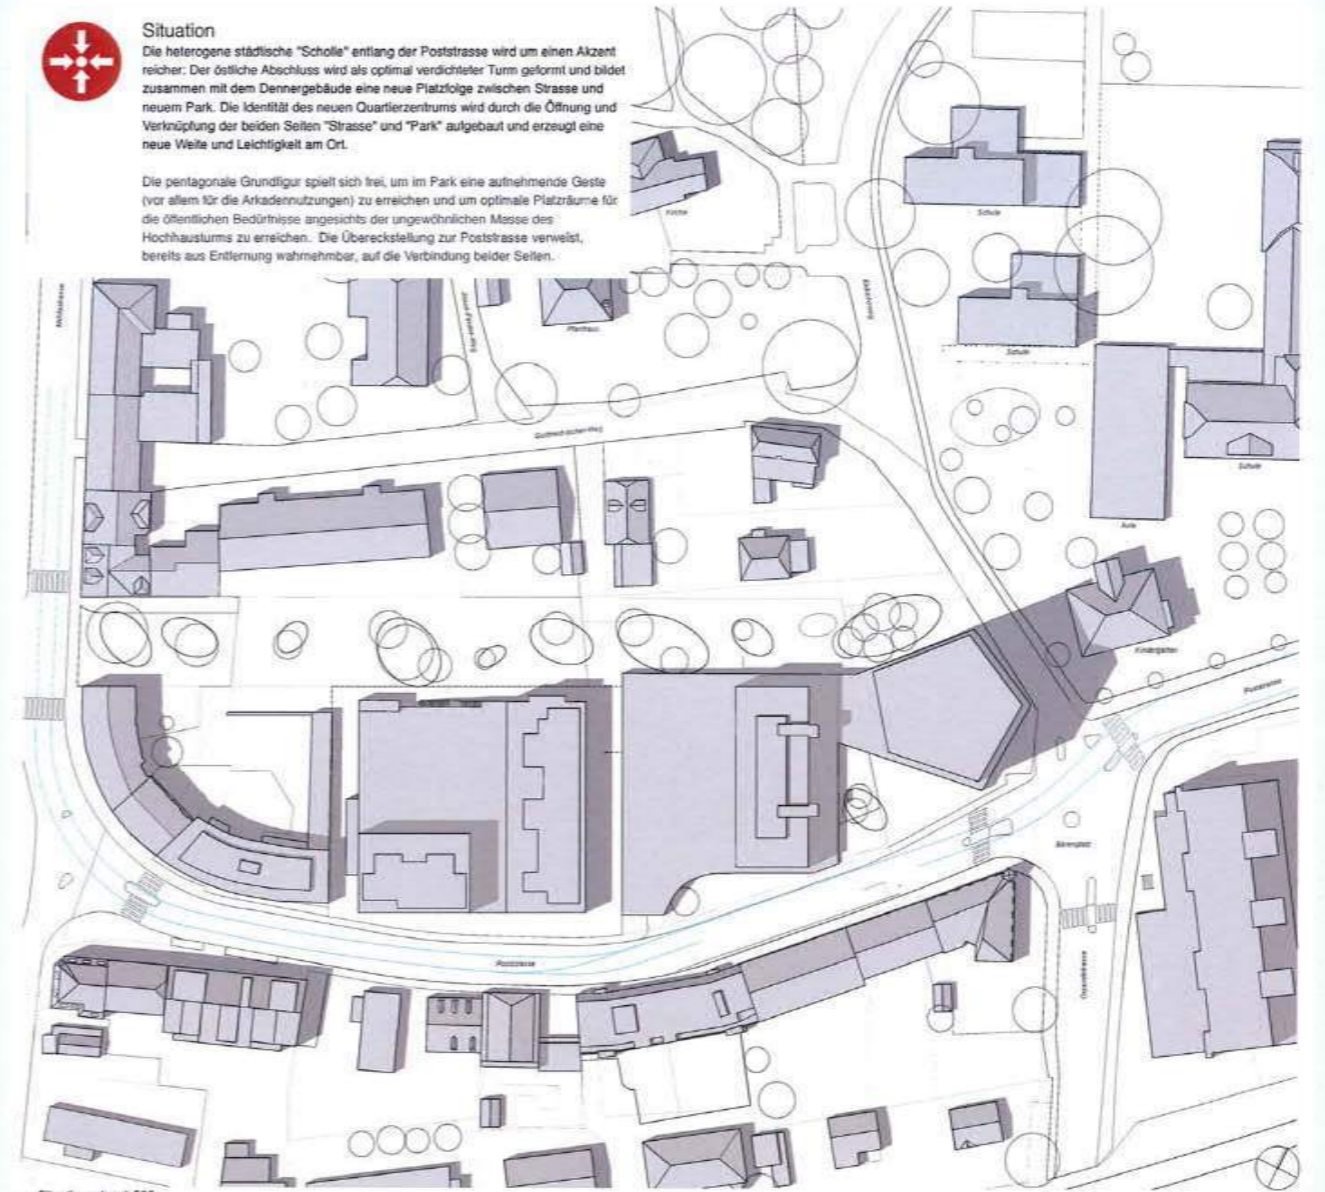 Situation
Die heterogene städtische "Scholle" entlang der Poststrasse wird um einen Akzent
reicher: Der östliche Abschluss wird als optimal verdichteter Turm geformt und bildet
zusammen mit dem Dennergebäude eine neue Platzfolge zwischen Strasse und
neuem Park. Die Identität des neuen Quartierzentrums wird durch die Öffnung und
Verknüpfung der beiden Seiten "Strasse" und "Park" aufgebaut und erzeugt eine
neue Weite und Leichtigkeit am Ort.
Die pentagonale Grundfigur spielt sich frei, um im Park eine aufnehmende Geste
(vor allem für die Arkadennutzungen) zu erreichen und um optimale Platzräume für
die öffentlichen Bedürfnisse angesichts der ungewöhnlichen Masse des
Hochhausturms zu erreichen. Die Übereckstellung zur Poststrasse verweist,
bereits aus Entfernung wahrnehmbar, auf die Verbindung beider Seiten.
Kirche
Schule
Pfarrhaus
Schule
Schule
Aula
Kindergarten
Poststrasse
Bärenplatz
Poststrasse